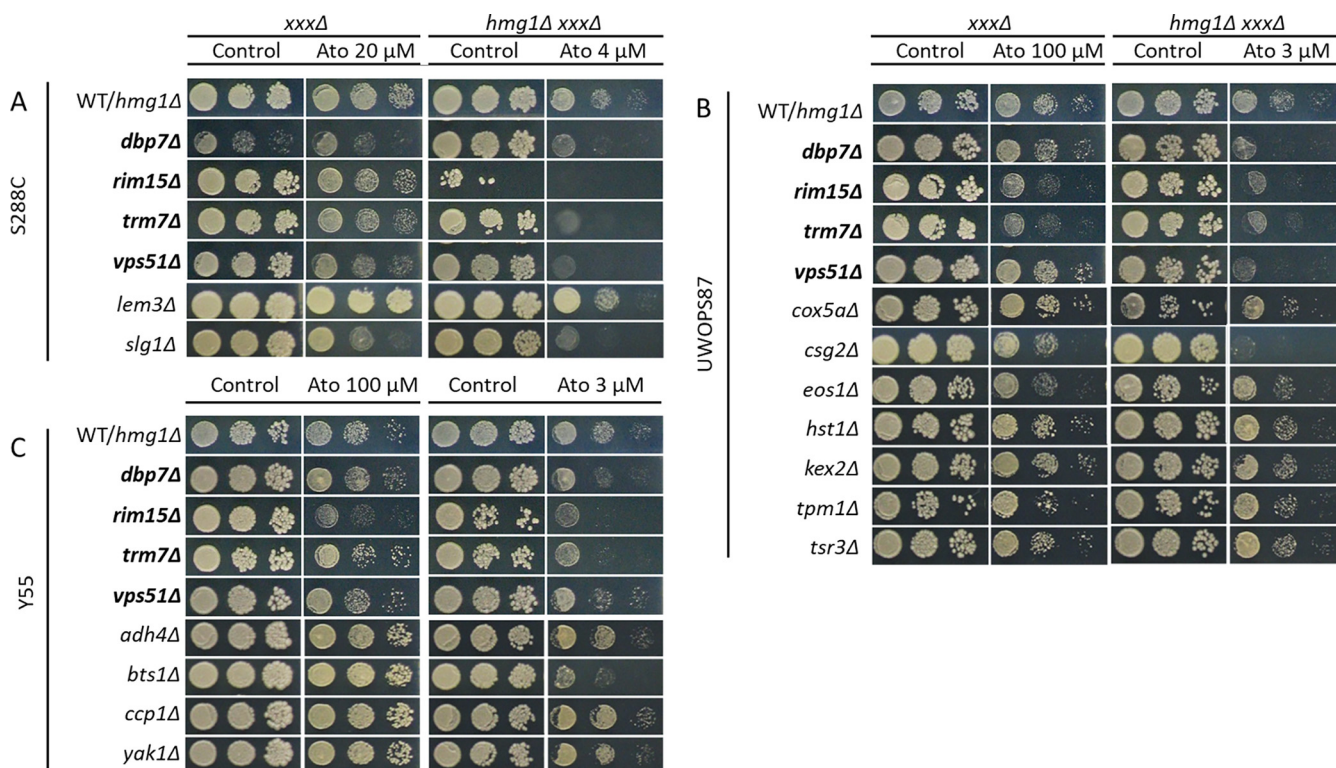 xxxΔ
hmg1Δ xxxΔ
Control
Ato 20 µM
Control
Ato 4 µM
A
S288C
WT/hmg1Δ
dbp7Δ
rim15Δ
trm7Δ
vps51Δ
lem3Δ
slg1Δ
Control
Ato 100 µM
Control
Ato 3 µM
C
Y55
WT/hmg1Δ
dbp7Δ
rim15Δ
trm7Δ
vps51Δ
adh4Δ
bts1Δ
ccp1Δ
yak1Δ
xxxΔ
hmg1Δ xxxΔ
Control
Ato 100 µM
Control
Ato 3 µM
B
UWOPS87
WT/hmg1Δ
dbp7Δ
rim15Δ
trm7Δ
vps51Δ
cox5aΔ
csg2Δ
eos1Δ
hst1Δ
kex2Δ
tpm1Δ
tsr3Δ